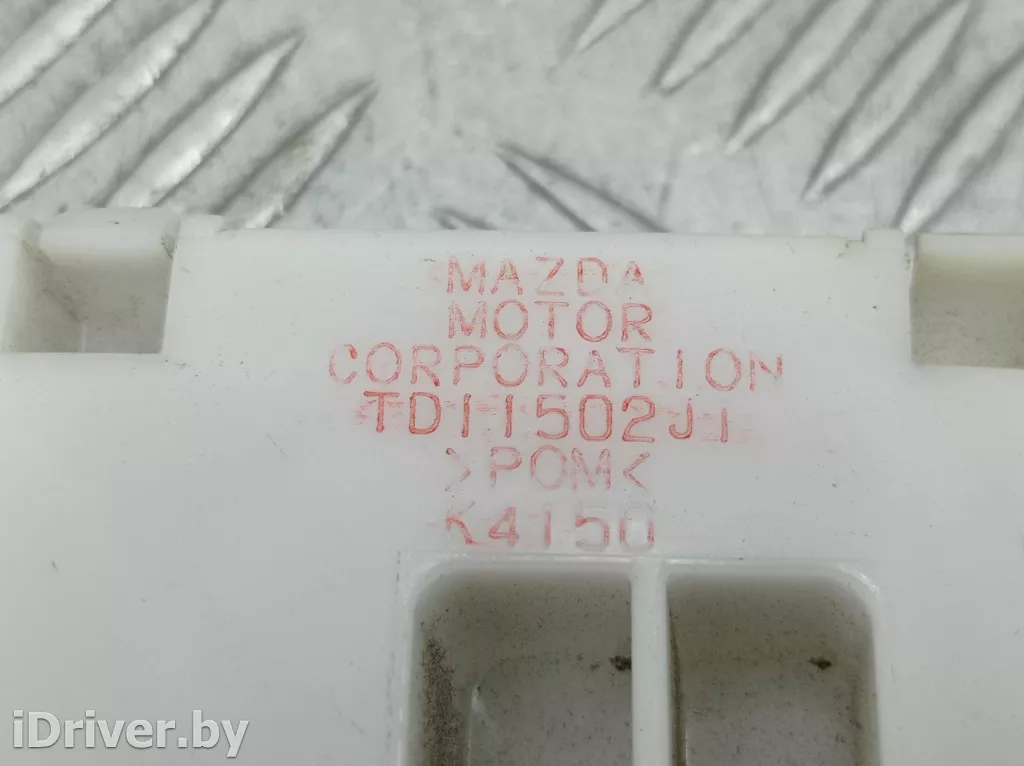 MAZDA
MOTOR
CORPORATION
TD11502J1
>POM<
K4150
iDriver.by